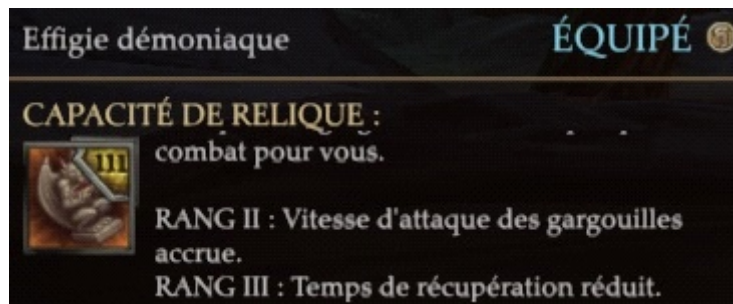 Effigie démoniaque
ÉQUIPÉ
CAPACITÉ DE RELIQUE :
III
combat pour vous.
RANG II : Vitesse d'attaque des gargouilles
accrue.
RANG III : Temps de récupération réduit.